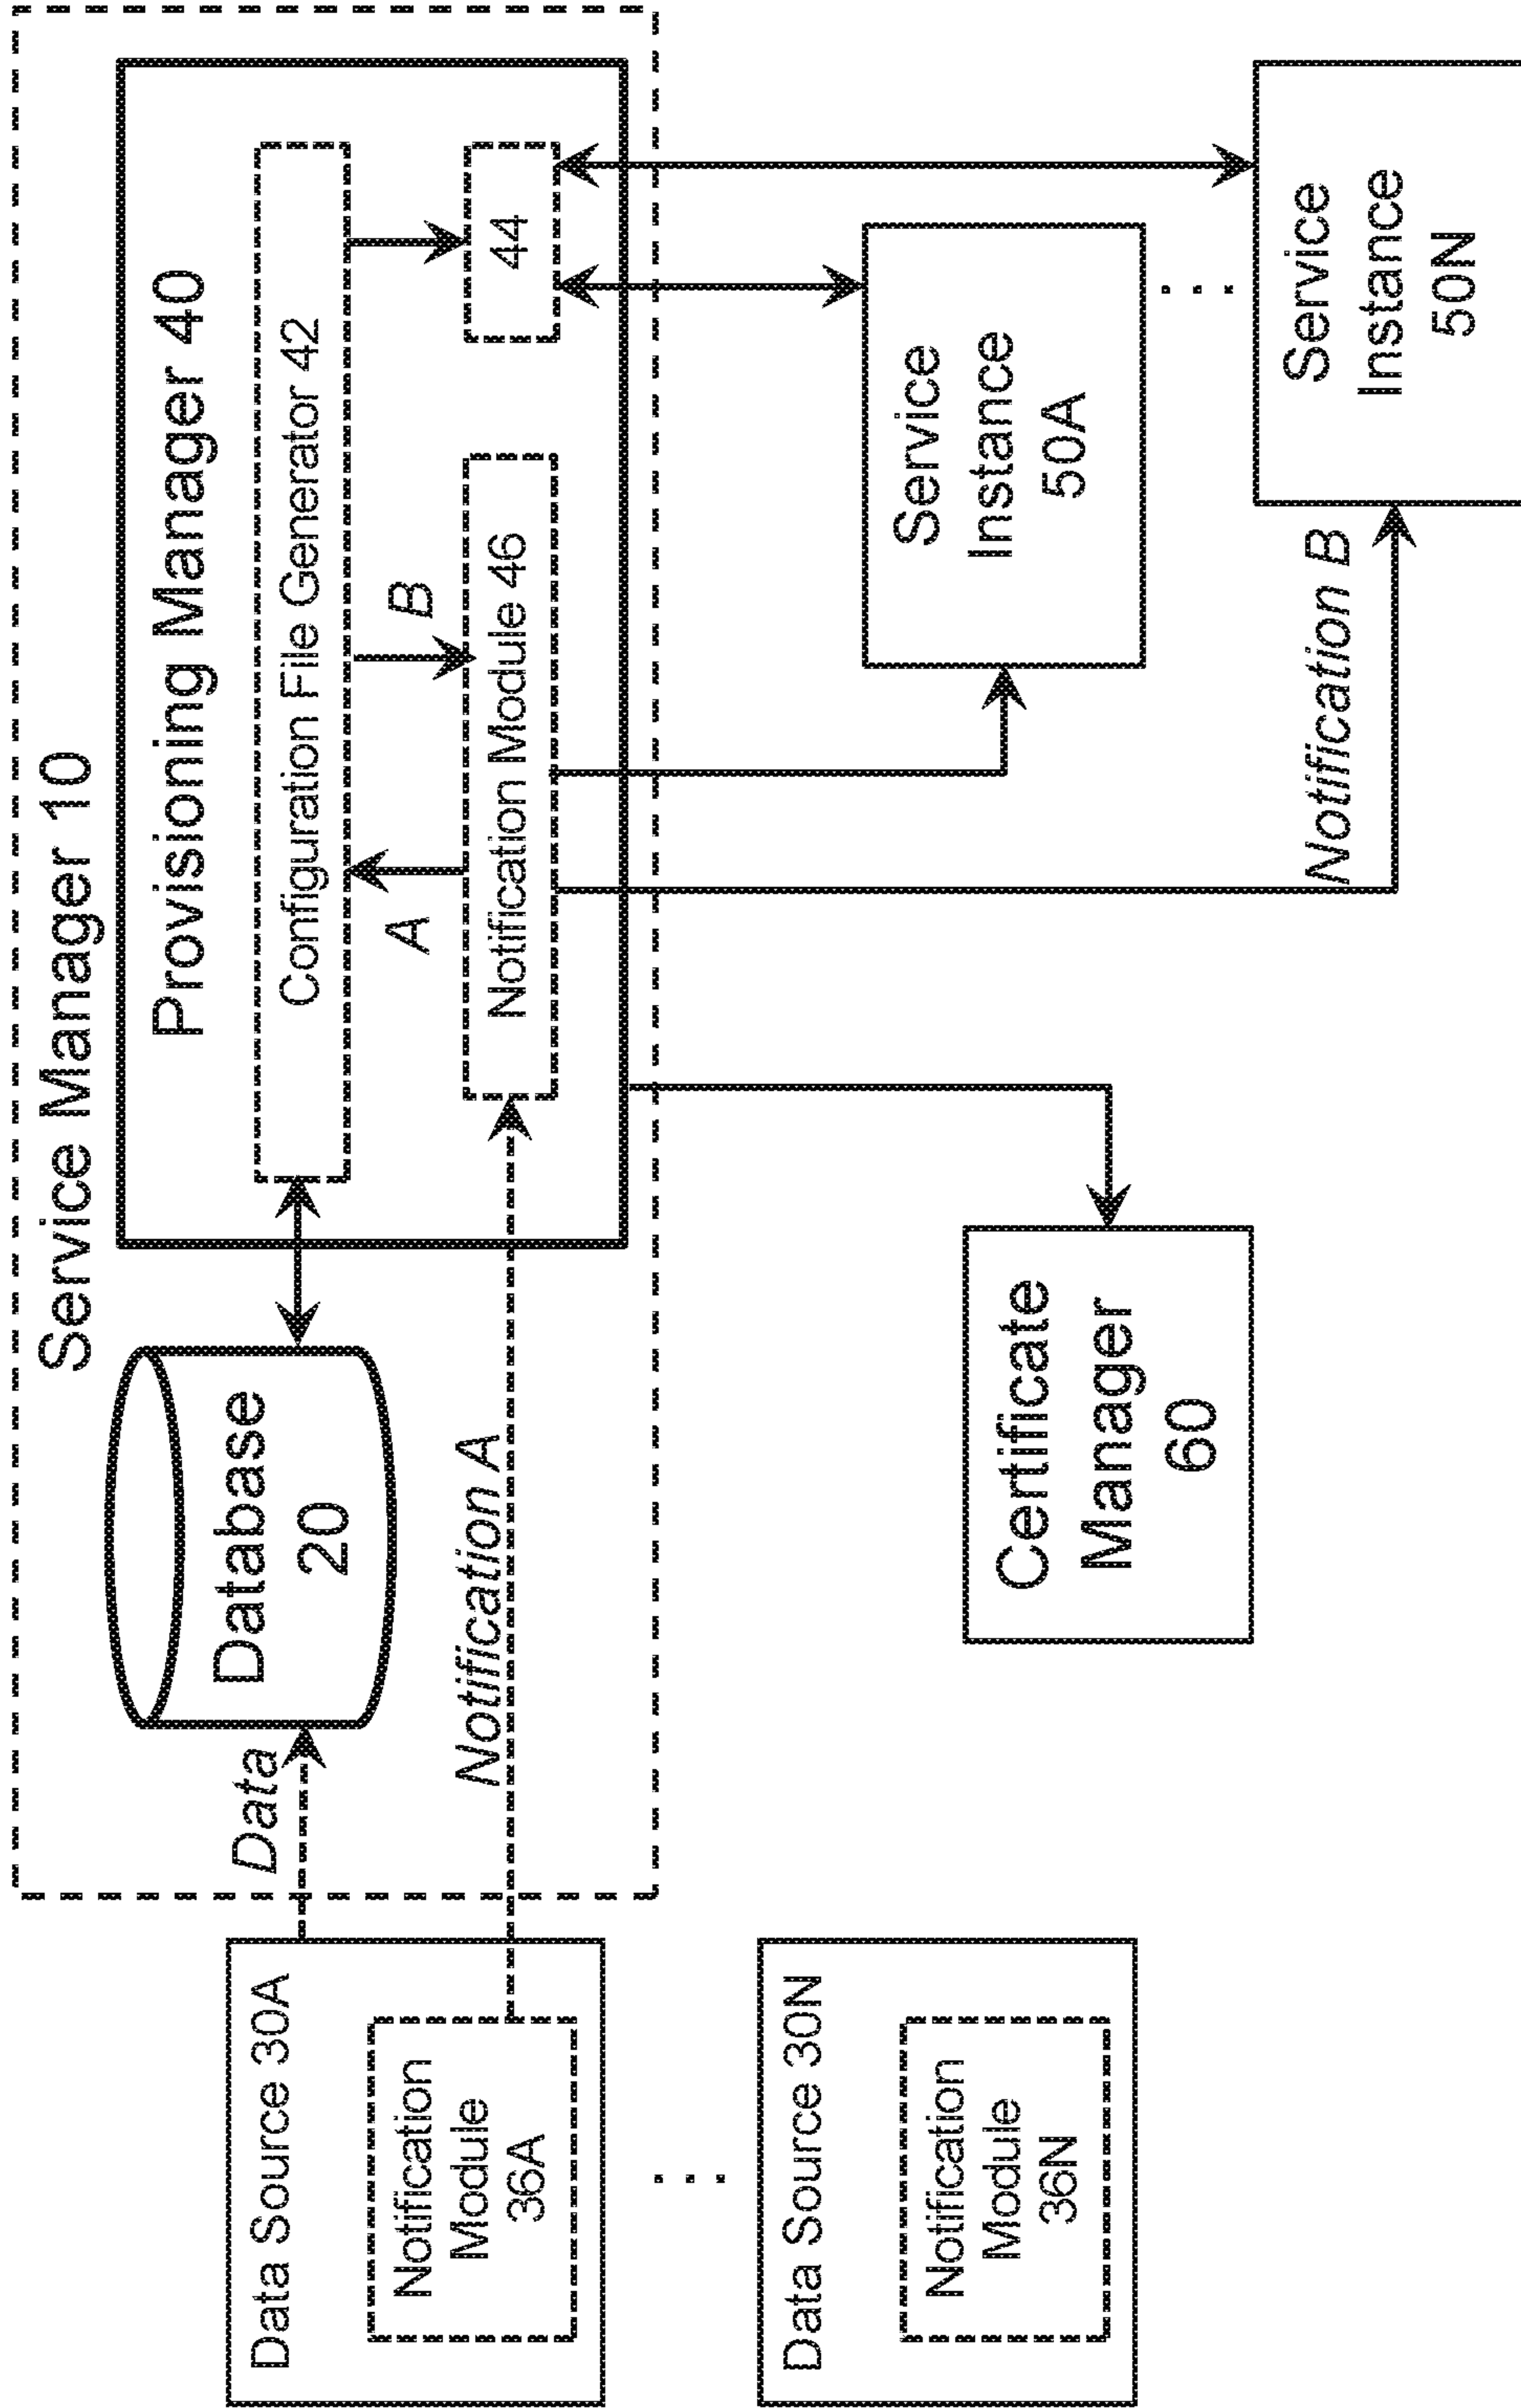 Service Manager 10
Provisioning Manager 40
Configuration File Generator 42
A
B
Notification Module 46
44
Database
20
Data
Notification A
Data Source 30A
Notification
Module
36A
. . .
Data Source 30N
Notification
Module
36N
Certificate
Manager
60
Service
Instance
50A
. . .
Service
Instance
50N
Notification B